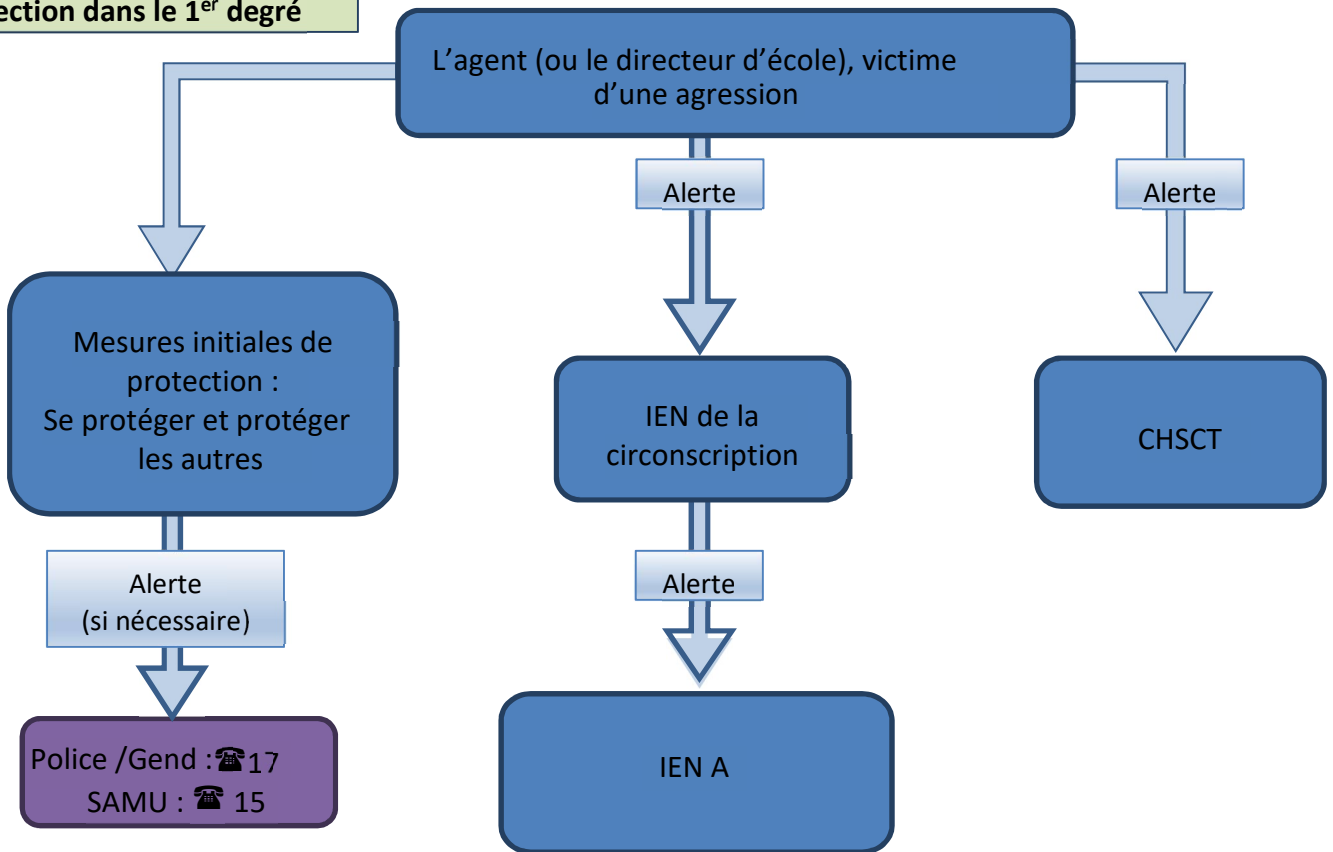 ection dans le 1er degré
L’agent (ou le directeur d’école), victime
d’une agression
Alerte
Alerte
Mesures initiales de
protection :
Se protéger et protéger
les autres
IEN de la
circonscription
CHSCT
Alerte
(si nécessaire)
Alerte
Police /Gend :☎17
SAMU : ☎ 15
IEN A